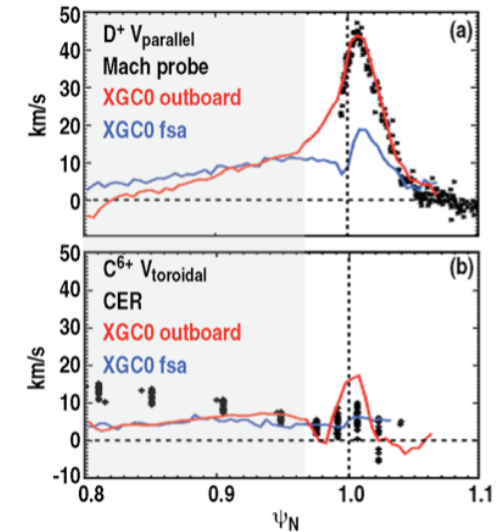 50
(a)
D+ Vparallel
40
Mach probe
30
XGC0 outboard
20
XGC0 fsa
km/s
10
0
50
(b)
C6+ Vtoroidal
40
CER
30
XGC0 outboard
20
XGC0 fsa
km/s
10
0
-10
0.8 0.9 1.0 1.1
ψN